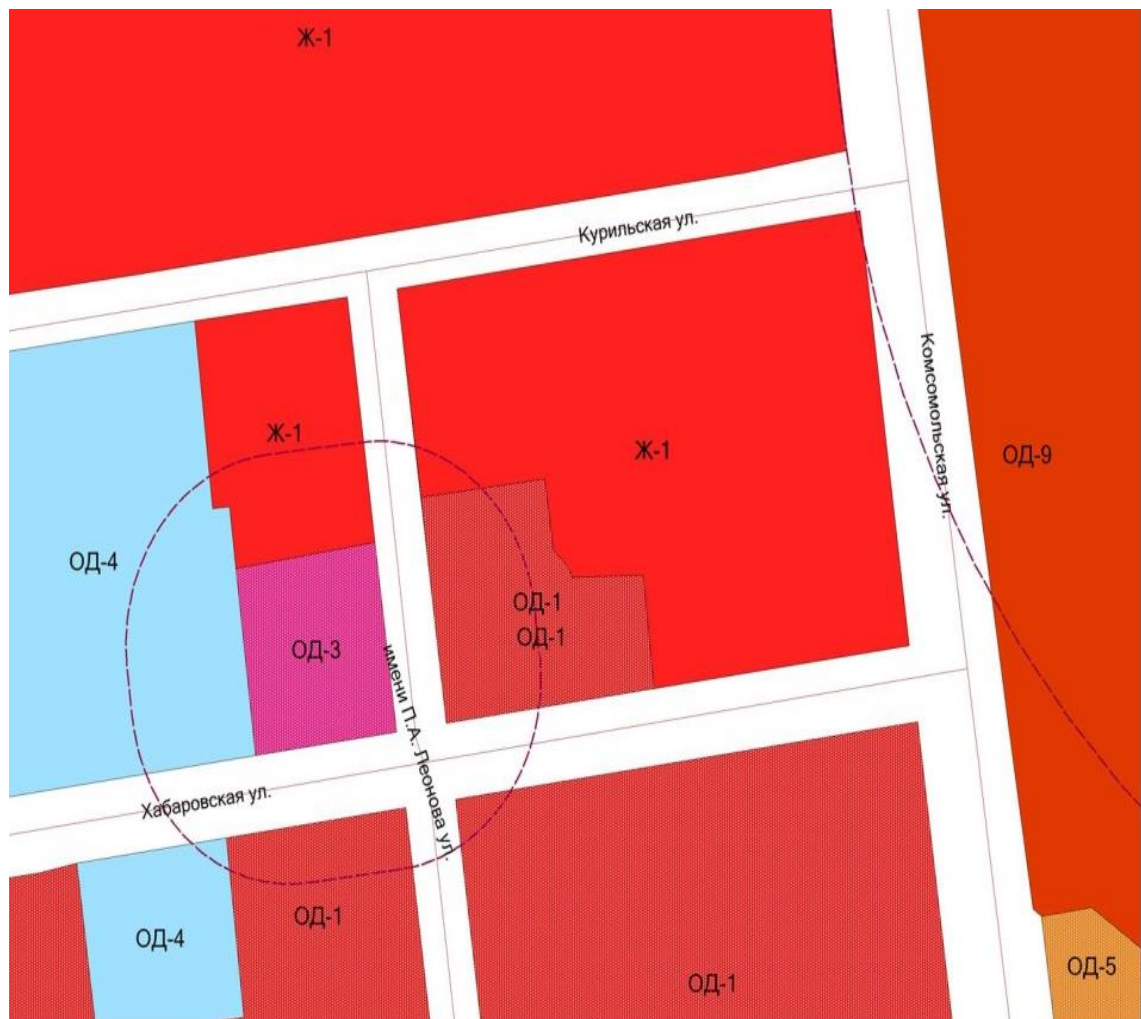 Ж-1
Курильская ул.
Комсомольская ул.
Ж-1
Ж-1
ОД-9
ОД-4
ОД-1
ОД-1
ОД-3
имени П.А. Леонова ул.
Хабаровская ул.
ОД-1
ОД-4
ОД-5
ОД-1